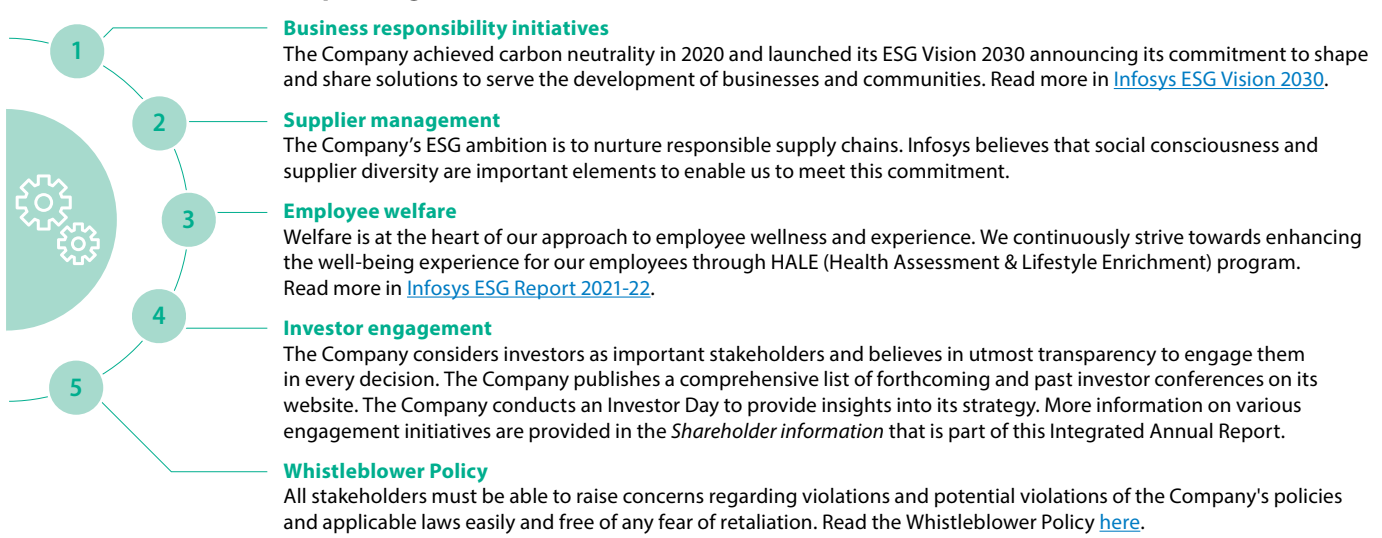 1
Business responsibility initiatives
The Company achieved carbon neutrality in 2020 and launched its ESG Vision 2030 announcing its commitment to shape
and share solutions to serve the development of businesses and communities. Read more in Infosys ESG Vision 2030.
2
Supplier management
The Company’s ESG ambition is to nurture responsible supply chains. Infosys believes that social consciousness and
supplier diversity are important elements to enable us to meet this commitment.
3
Employee welfare
Welfare is at the heart of our approach to employee wellness and experience. We continuously strive towards enhancing
the well-being experience for our employees through HALE (Health Assessment & Lifestyle Enrichment) program.
Read more in Infosys ESG Report 2021-22.
4
Investor engagement
The Company considers investors as important stakeholders and believes in utmost transparency to engage them
in every decision. The Company publishes a comprehensive list of forthcoming and past investor conferences on its
website. The Company conducts an Investor Day to provide insights into its strategy. More information on various
engagement initiatives are provided in the Shareholder information that is part of this Integrated Annual Report.
5
Whistleblower Policy
All stakeholders must be able to raise concerns regarding violations and potential violations of the Company's policies
and applicable laws easily and free of any fear of retaliation. Read the Whistleblower Policy here.